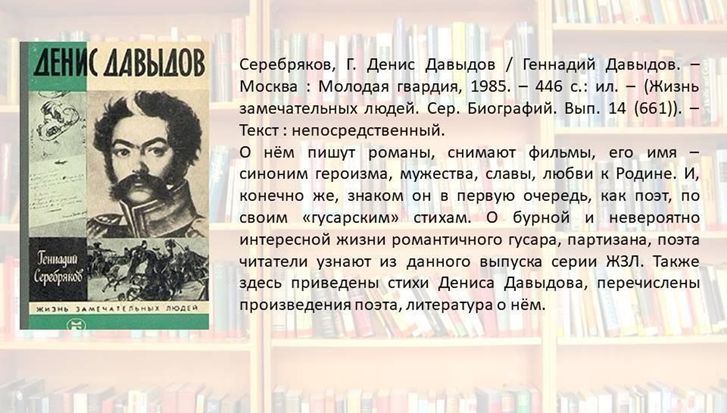 ДЕНИС ДАВЫДОВ
Геннадий
Серебряков
ЖИЗНЬ ЗАМЕЧАТЕЛЬНЫХ ЛЮДЕЙ
Серебряков, Г. Денис Давыдов / Геннадий Давыдов. –
Москва : Молодая гвардия, 1985. – 446 с.: ил. – (Жизнь
замечательных людей. Сер. Биографий. Вып. 14 (661)). –
Текст : непосредственный.
О нём пишут романы, снимают фильмы, его имя –
синоним героизма, мужества, славы, любви к Родине. И,
конечно же, знаком он в первую очередь, как поэт, по
своим «гусарским» стихам. О бурной и невероятно
интересной жизни романтичного гусара, партизана, поэта
читатели узнают из данного выпуска серии ЖЗЛ. Также
здесь приведены стихи Дениса Давыдова, перечислены
произведения поэта, литература о нём.